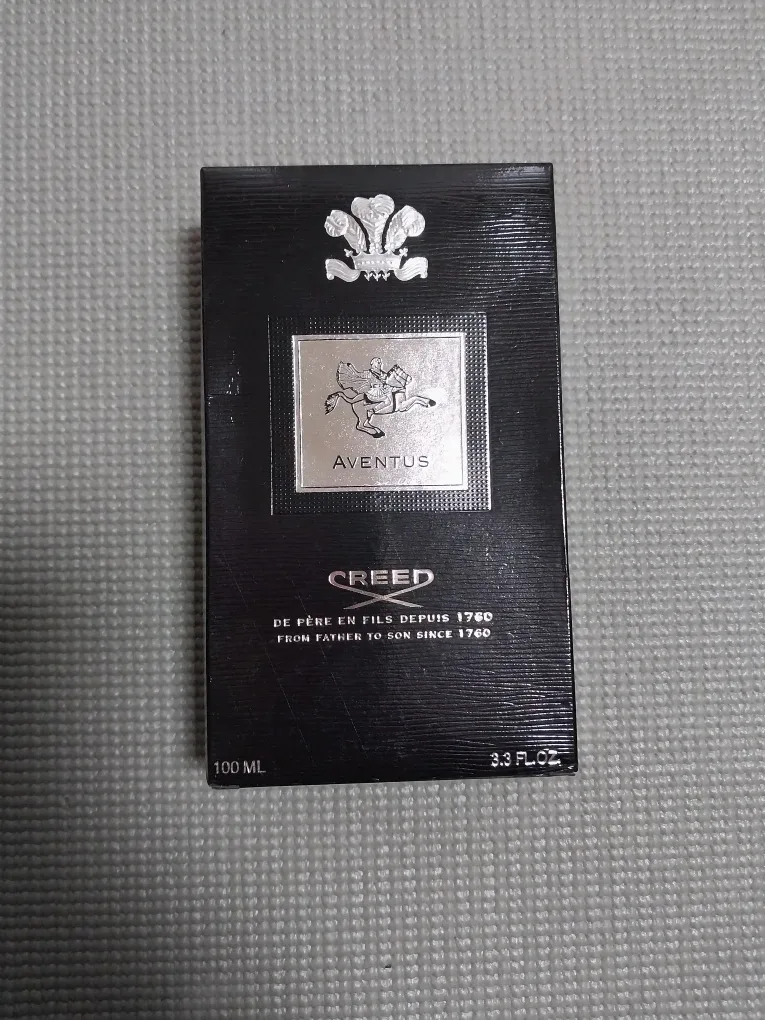 AVENTUS
CREED
DE PÈRE EN FILS DEPUIS 1760
FROM FATHER TO SON SINCE 1760
100 ML 3.3 FL.OZ.